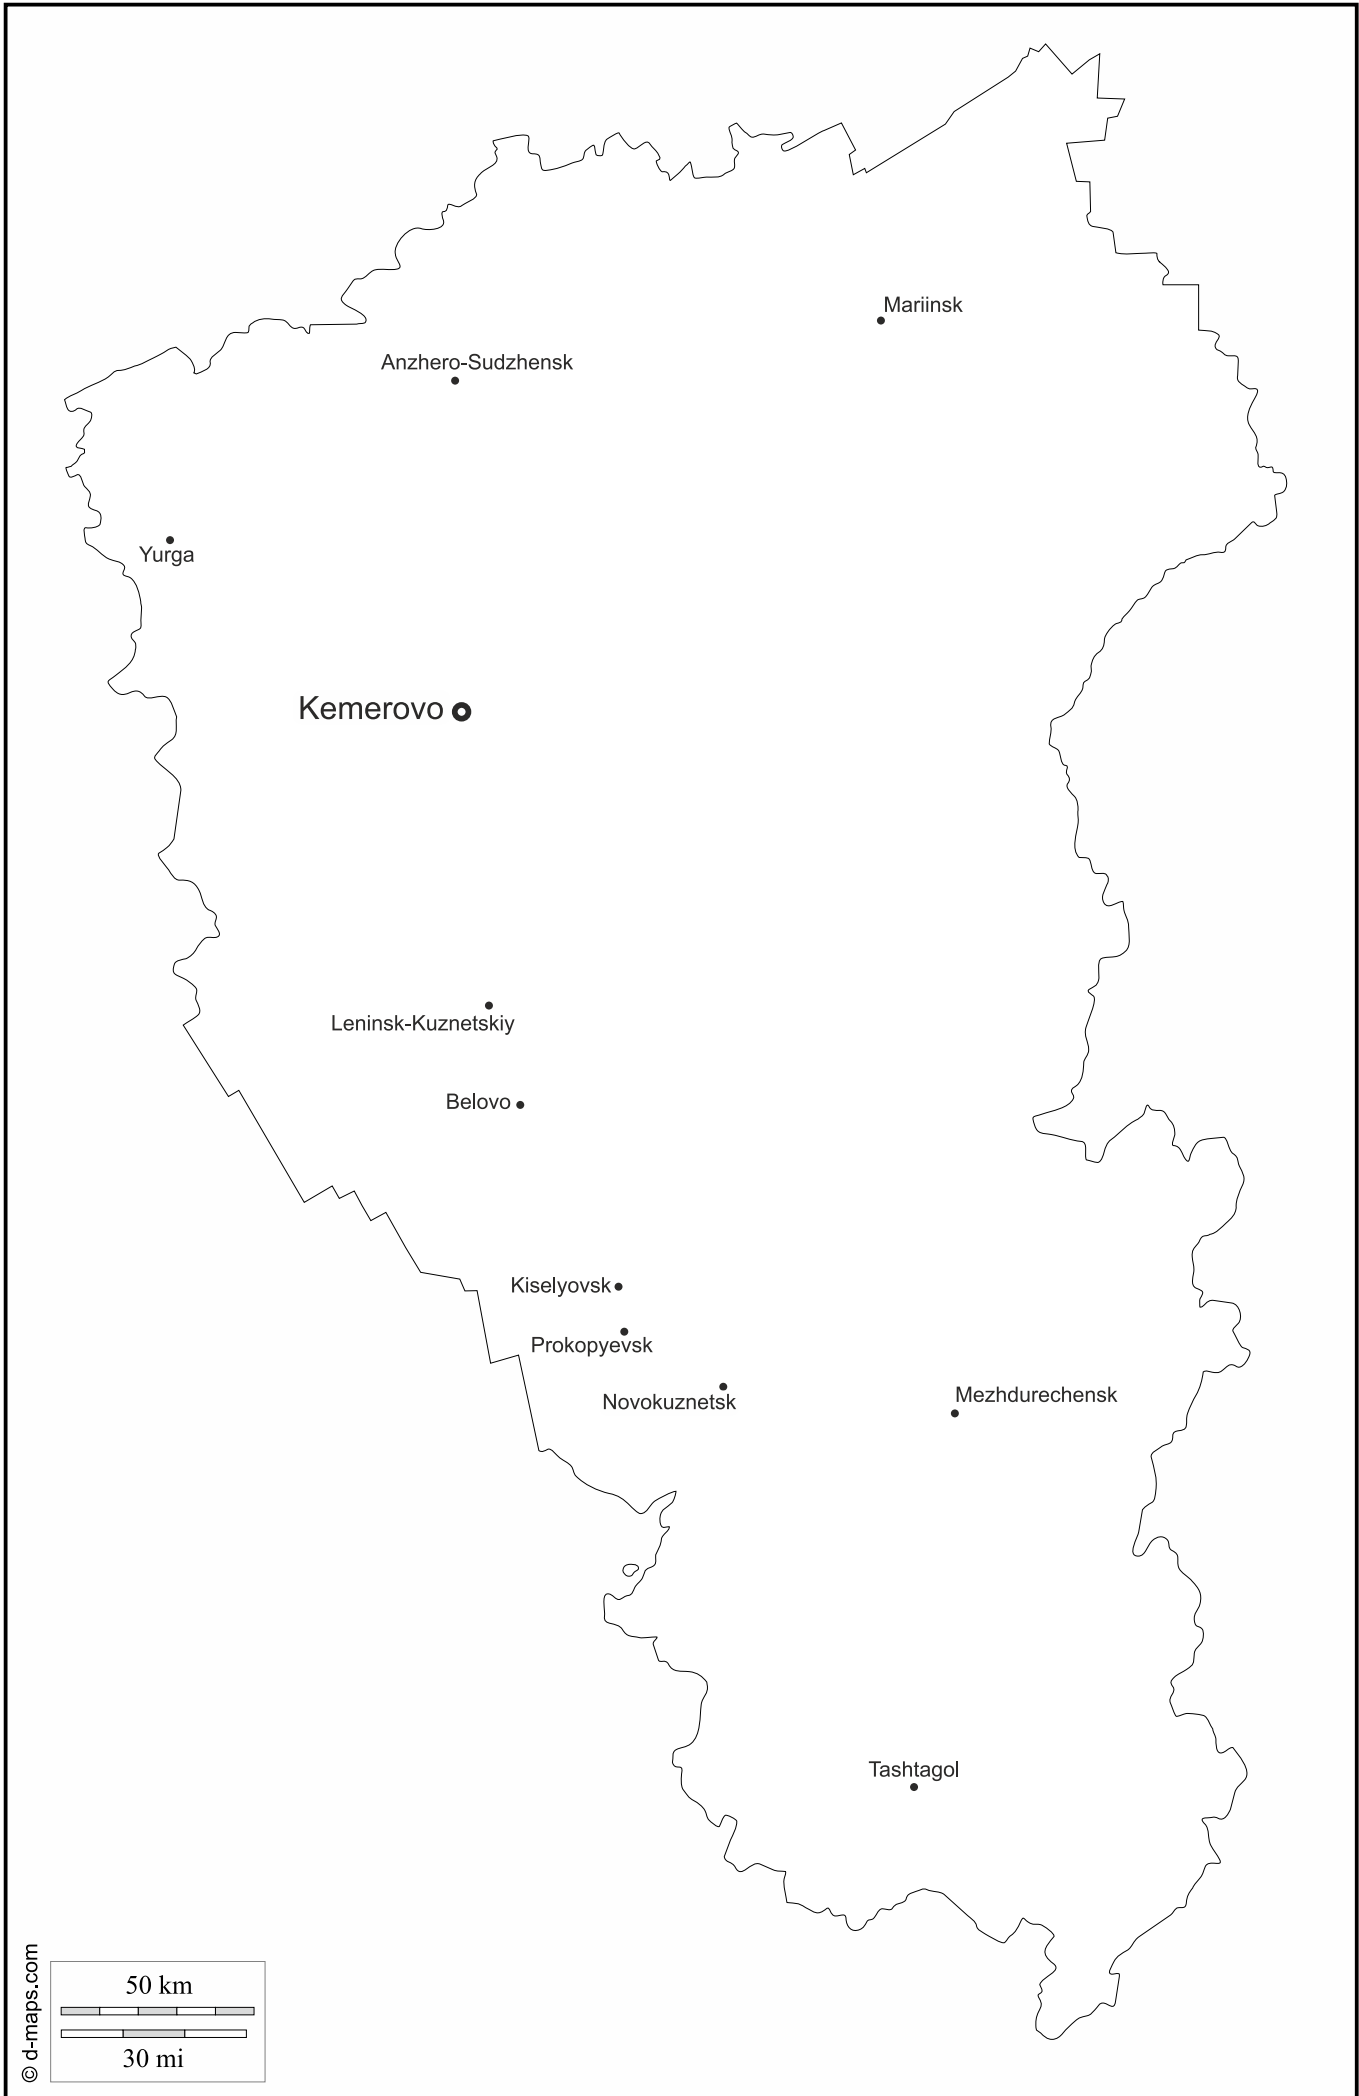 Mariinsk
Anzhero-Sudzhensk
Yurga
Kemerovo
Leninsk-Kuznetskiy
Belovo
Kiselyovsk
Prokopyevsk
Novokuznetsk
Mezhdurechensk
Tashtagol
© d-maps.com
50 km
30 mi